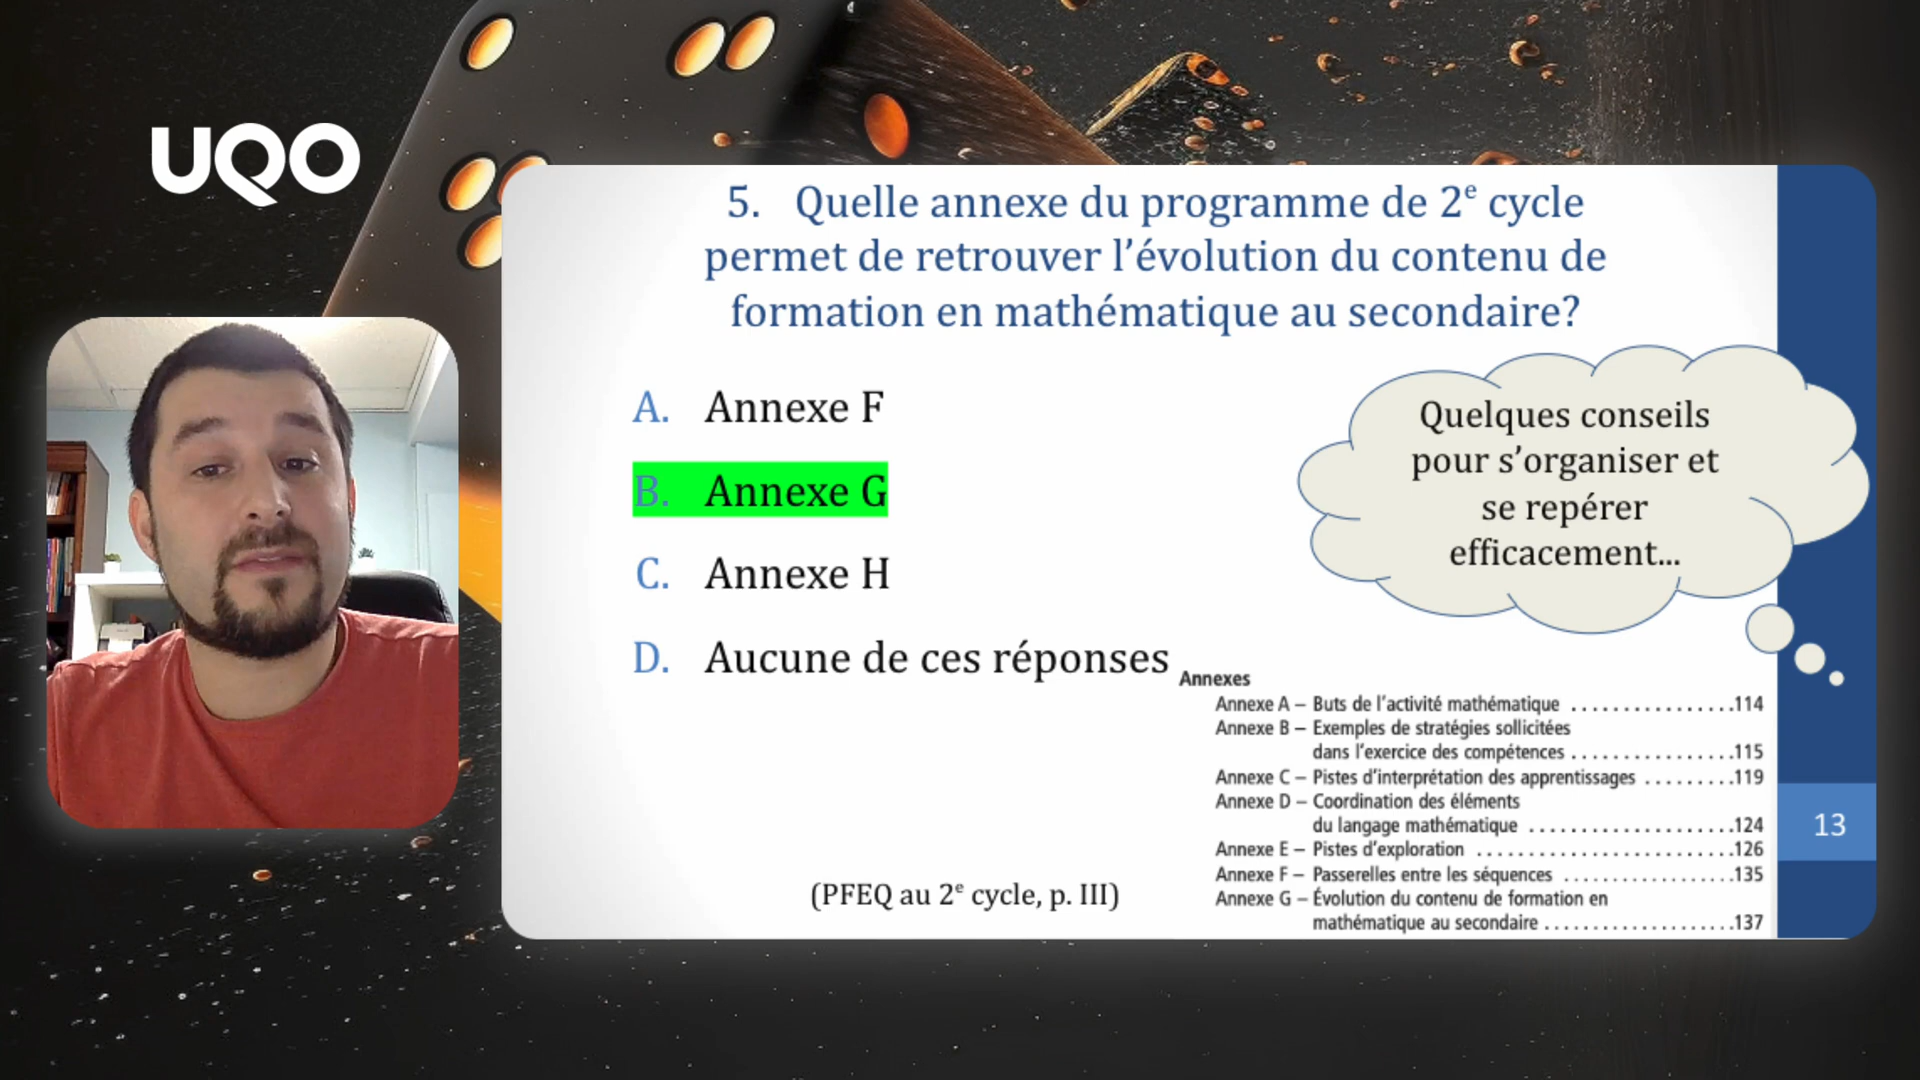 UQO
5. Quelle annexe du programme de 2e cycle
permet de retrouver l’évolution du contenu de
formation en mathématique au secondaire?
A. Annexe F
B. Annexe G
C. Annexe H
D. Aucune de ces réponses
Quelques conseils
pour s’organiser et
se repérer
efficacement...
Annexes
Annexe A – Buts de l’activité mathématique ................114
Annexe B – Exemples de stratégies sollicitées
dans l’exercice des compétences ................115
Annexe C – Pistes d’interprétation des apprentissages .........119
Annexe D – Coordination des éléments
du langage mathématique ....................124
Annexe E – Pistes d’exploration .........................126
Annexe F – Passerelles entre les séquences .................135
Annexe G – Évolution du contenu de formation en
mathématique au secondaire ...................137
(PFEQ au 2e cycle, p. III)
13